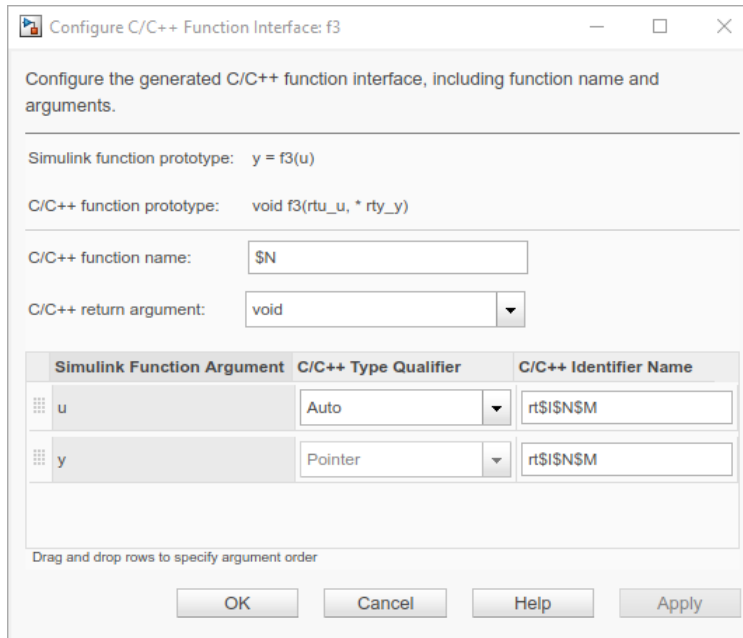 Configure C/C++ Function Interface: f3
Configure the generated C/C++ function interface, including function name and
arguments.
Simulink function prototype: y = f3(u)
C/C++ function prototype: void f3(rtu_u, * rty_y)
C/C++ function name: $N
C/C++ return argument: void
Simulink Function Argument C/C++ Type Qualifier C/C++ Identifier Name
u Auto rt$I$N$M
y Pointer rt$I$N$M
Drag and drop rows to specify argument order
OK Cancel Help Apply